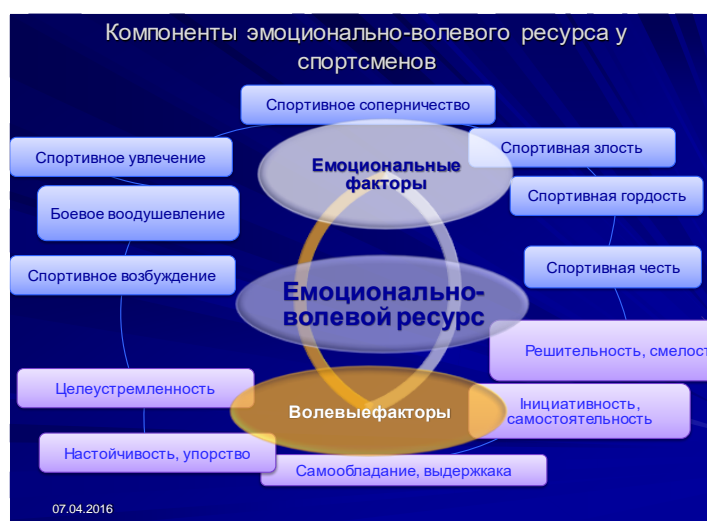 Компоненты эмоционально-волевого ресурса у
спортсменов
Спортивное соперничество
Спортивное увлечение
Емоциональные
факторы
Спортивная злость
Боевое воодушевление
Спортивная гордость
Спортивное возбуждение
Емоционально-
волевой ресурс
Спортивная честь
Решительность, смелост
Целеустремленность
Волевыефакторы
Инициативность,
самостоятельность
Настойчивость, упорство
Самообладание, выдержкака
07.04.2016